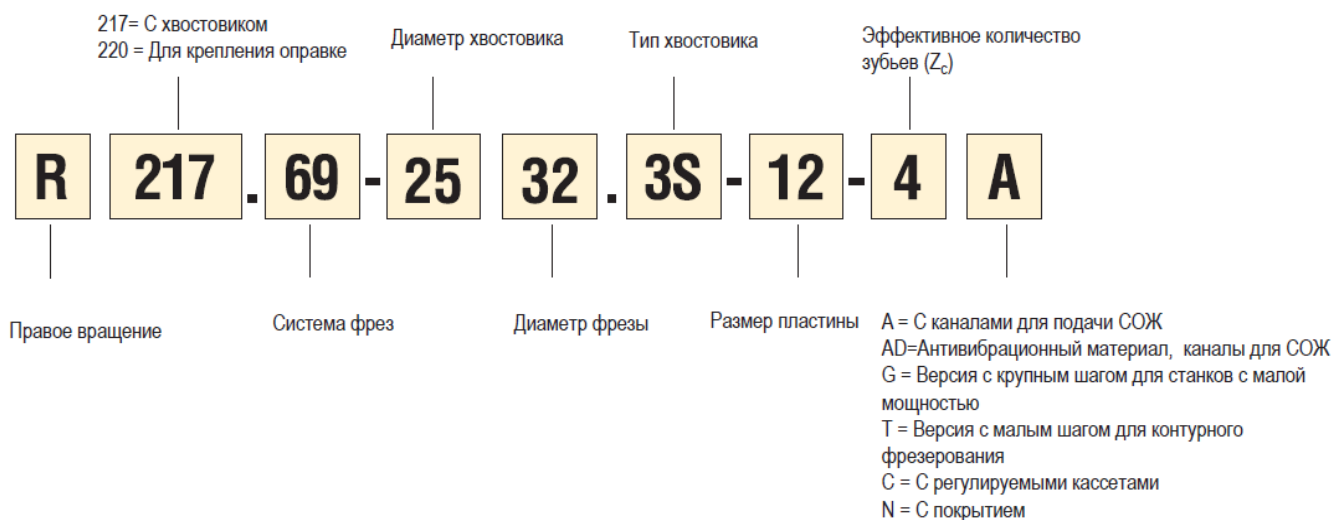 217= С хвостовиком
220 = Для крепления оправке
Диаметр хвостовика
Тип хвостовика
Эффективное количество
зубьев (Zc)
R 217 . 69 - 25 32 . 3S - 12 - 4 A
Правое вращение
Система фрез
Диаметр фрезы
Размер пластины
A = С каналами для подачи СОЖ
AD=Антивибрационный материал, каналы для СОЖ
G = Версия с крупным шагом для станков с малой
мощностью
T = Версия с малым шагом для контурного
фрезерования
C = С регулируемыми кассетами
N = С покрытием